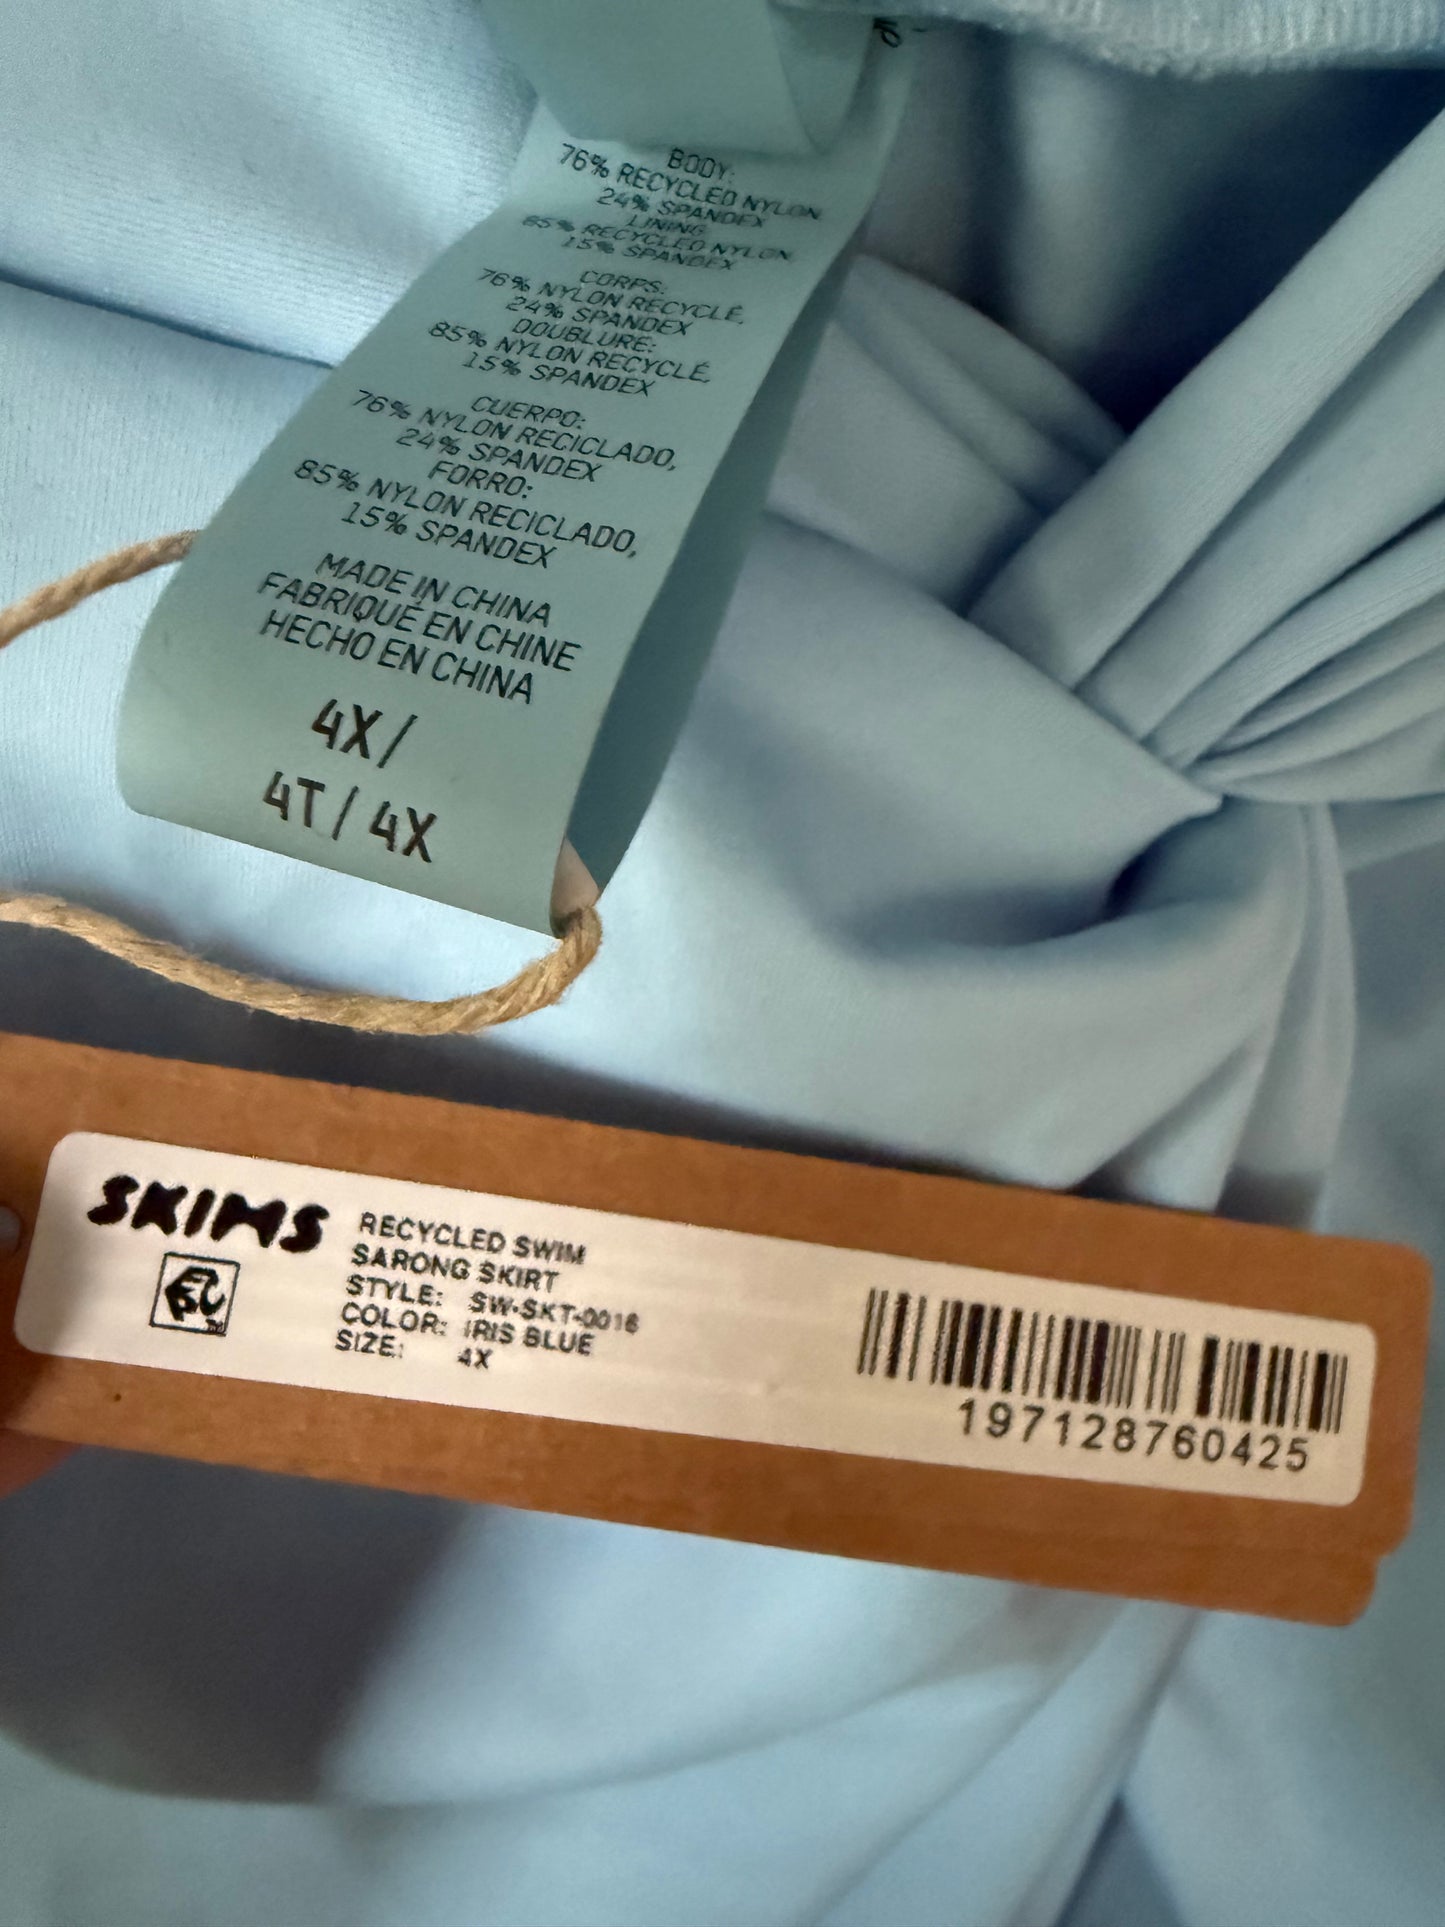 BODY:
76% RECYCLED NYLON
24% SPANDEX
LINING:
85% RECYCLED NYLON
15% SPANDEX
CORPS:
76% NYLON RECYCLÉ,
24% SPANDEX
DOUBLURE:
85% NYLON RECYCLÉ,
15% SPANDEX
CUERPO:
76% NYLON RECICLADO,
24% SPANDEX
FORRO:
85% NYLON RECICLADO,
15% SPANDEX
MADE IN CHINA
FABRIQUÉ EN CHINE
HECHO EN CHINA
4X/
4T / 4X
SKIMS
RECYCLED SWIM
SARONG SKIRT
STYLE: SW-SKT-0016
COLOR: IRIS BLUE
SIZE: 4X
197128760425